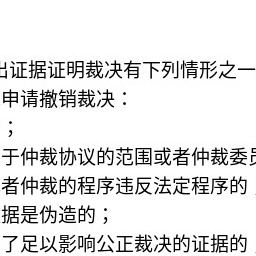 出证据证明裁决有下列情形之一
申请撤销裁决：
；
于仲裁协议的范围或者仲裁委员
者仲裁的程序违反法定程序的
据是伪造的；
了足以影响公正裁决的证据的